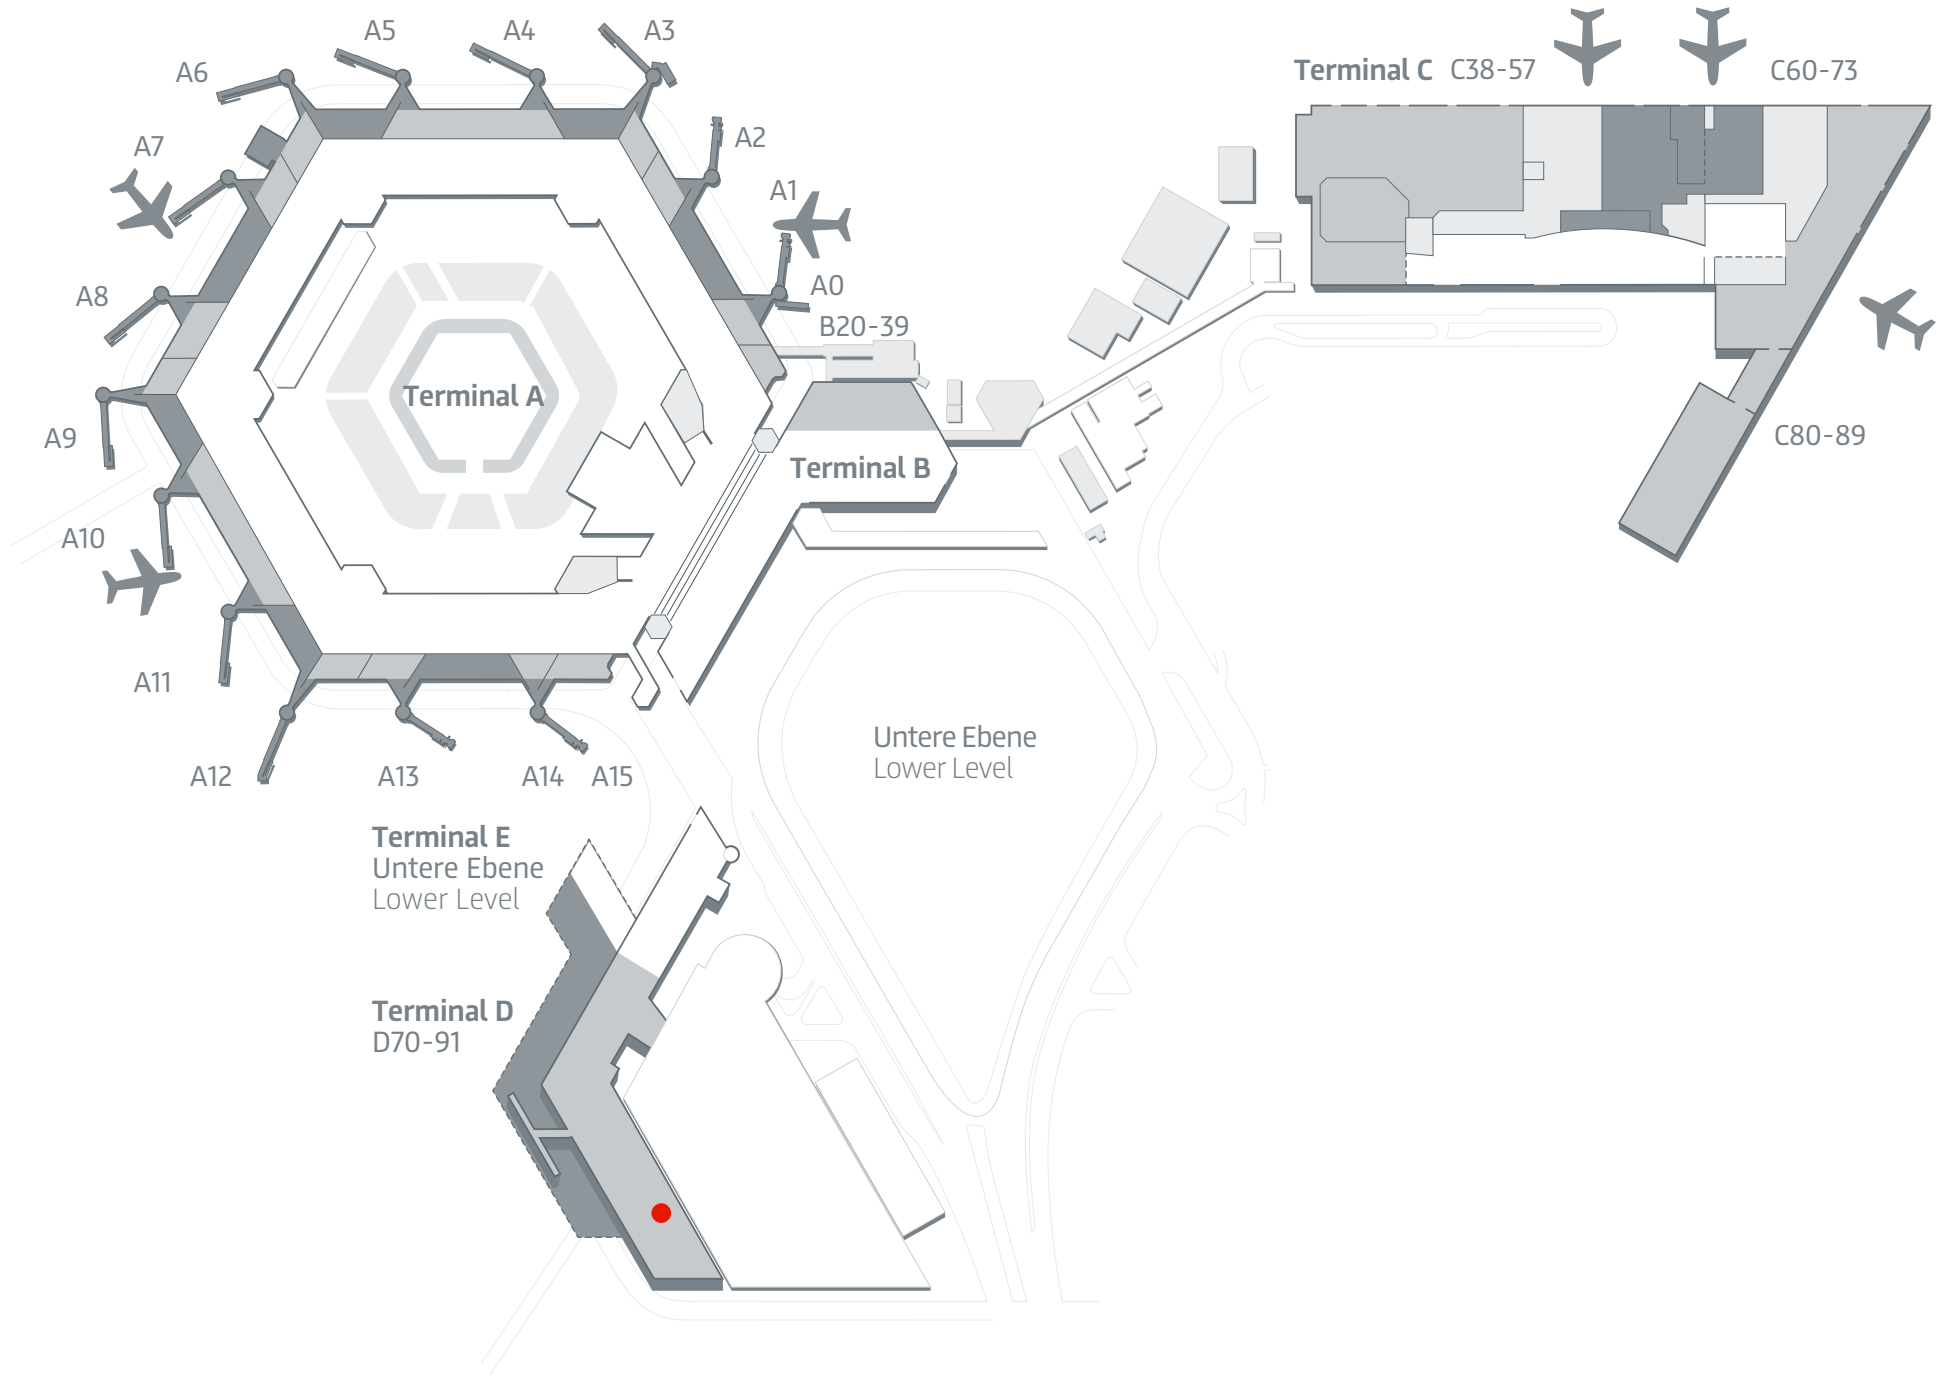 A5
A4
A3
A6
Terminal C C38-57
C60-73
A7
A2
A1
A8
A0
B20-39
Terminal A
A9
C80-89
Terminal B
A10
A11
Untere Ebene
Lower Level
A12
A13
A14
A15
Terminal E
Untere Ebene
Lower Level
Terminal D
D70-91